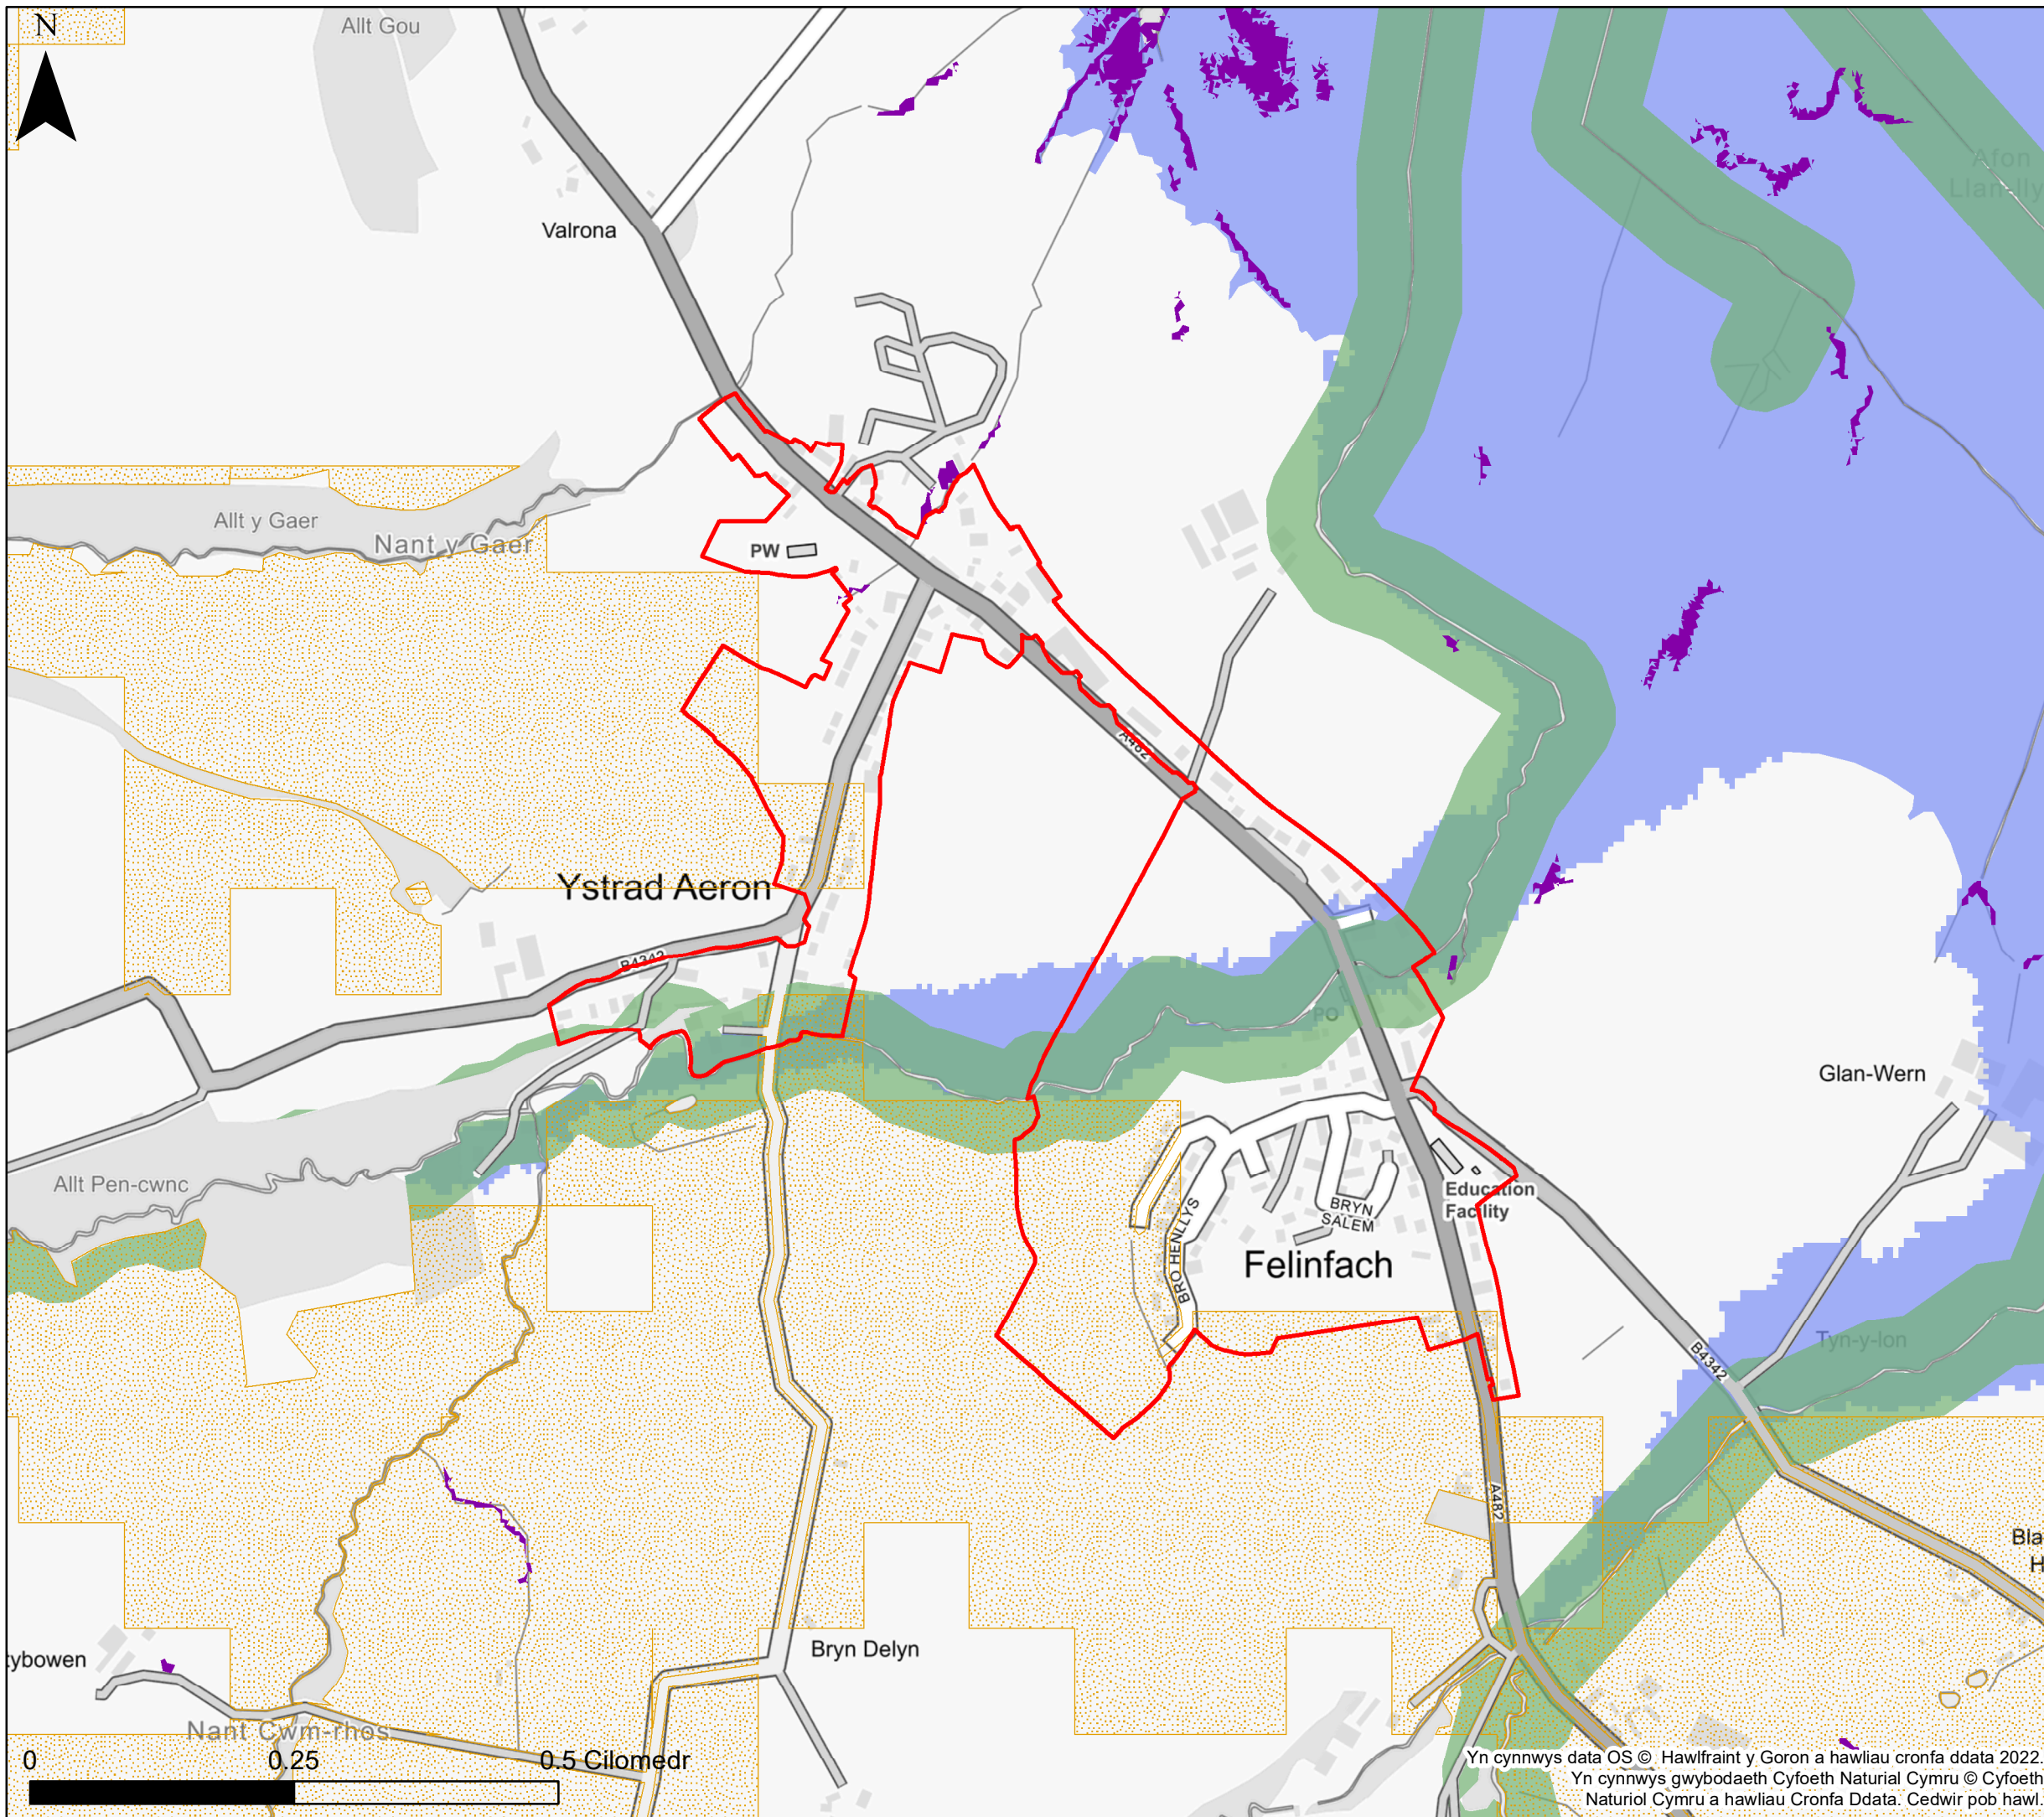 N
Allt Gou
Afon
Valrona
Allt y Gaer
Nant y Gaer
PW
A482
Ystrad Aeron
B4342
PO
Glan-Wern
Allt Pen-cwnc
Education
Facility
BRYN
SALEM
BRO HENLLYS
Felinfach
Tyn-y-lon
B4342
A482
Bryn Delyn
Nant Cwm-rhos
0
0.25
0.5 Cilomedr
Yn cynnwys data OS © Hawlfraint y Goron a hawliau cronfa ddata 2022.
Yn cynnwys gwybodaeth Cyfoeth Naturial Cymru © Cyfoeth
Naturiol Cymru a hawliau Cronfa Ddata. Cedwir pob hawl.